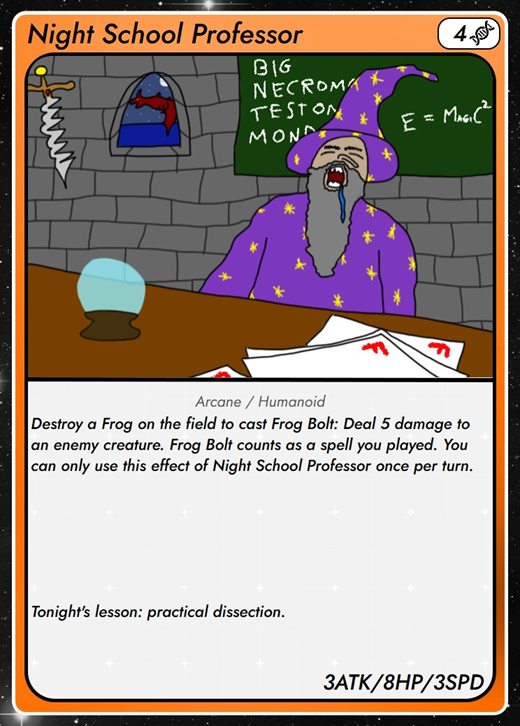 Night School Professor
4
BIG
NECROM
TEST ON
MOND
E = MAGIC²
F
F
Arcane / Humanoid
Destroy a Frog on the field to cast Frog Bolt: Deal 5 damage to
an enemy creature. Frog Bolt counts as a spell you played. You
can only use this effect of Night School Professor once per turn.
Tonight's lesson: practical dissection.
3ATK/8HP/3SPD